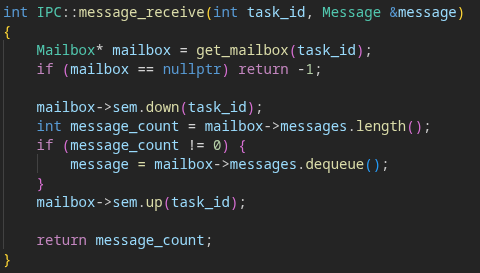 int IPC::message_receive(int task_id, Message &message)
{
    Mailbox* mailbox = get_mailbox(task_id);
    if (mailbox == nullptr) return -1;

    mailbox->sem.down(task_id);
    int message_count = mailbox->messages.length();
    if (message_count != 0) {
        message = mailbox->messages.dequeue();
    }
    mailbox->sem.up(task_id);

    return message_count;
}